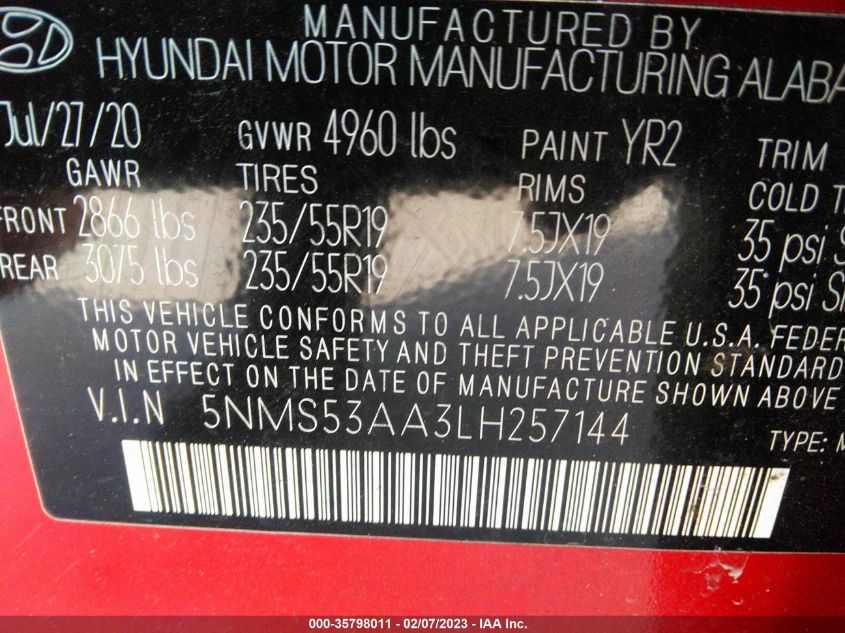 MANUFACTURED BY
HYUNDAI MOTOR MANUFACTURING ALABA
Jul/27/20 GVWR 4960 lbs PAINT YR2 TRIM
GAWR TIRES RIMS COLD T
FRONT 2866 lbs 235/55R19 7.5JX19 35 psi S
REAR 3075 lbs 235/55R19 7.5JX19 35 psi SI
THIS VEHICLE CONFORMS TO ALL APPLICABLE U.S.A. FEDER
MOTOR VEHICLE SAFETY AND THEFT PREVENTION STANDARD
IN EFFECT ON THE DATE OF MANUFACTURE SHOWN ABOVE
V.I.N 5NMS53AA3LH257144
TYPE: M
000-35798011 - 02/07/2023 - IAA Inc.